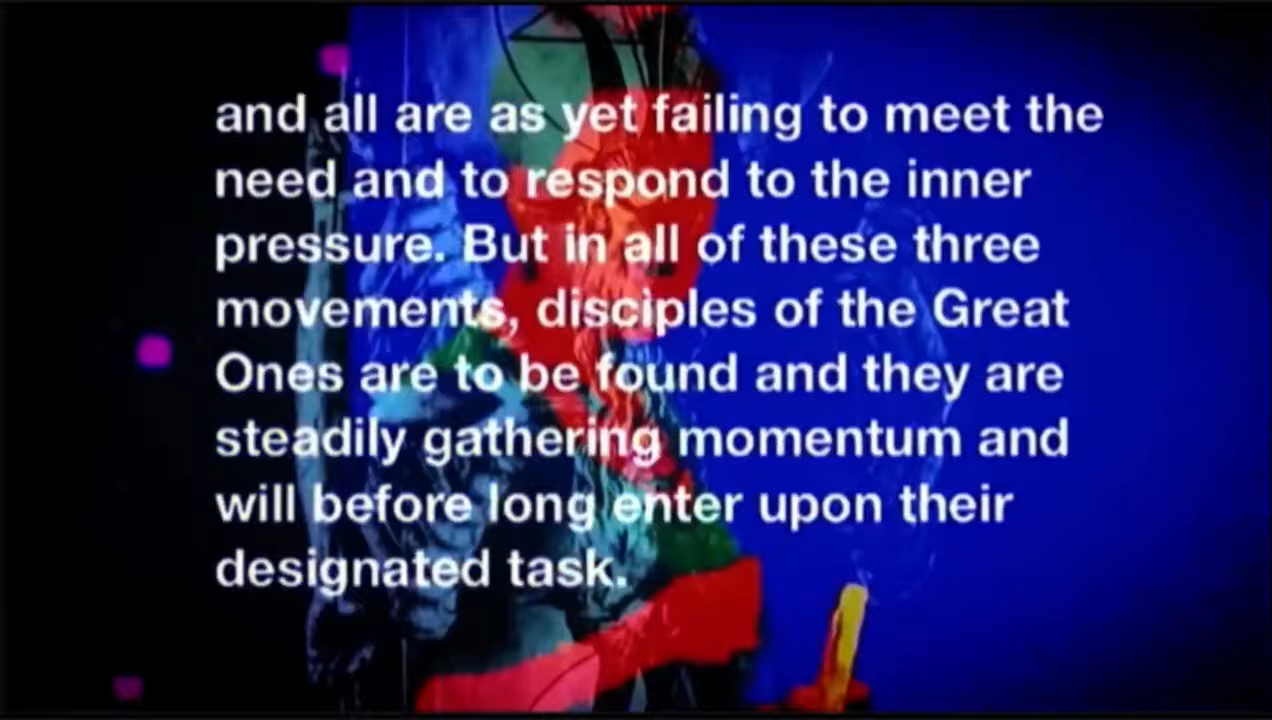 and all are as yet failing to meet the
need and to respond to the inner
pressure. But in all of these three
movements, disciples of the Great
Ones are to be found and they are
steadily gathering momentum and
will before long enter upon their
designated task.